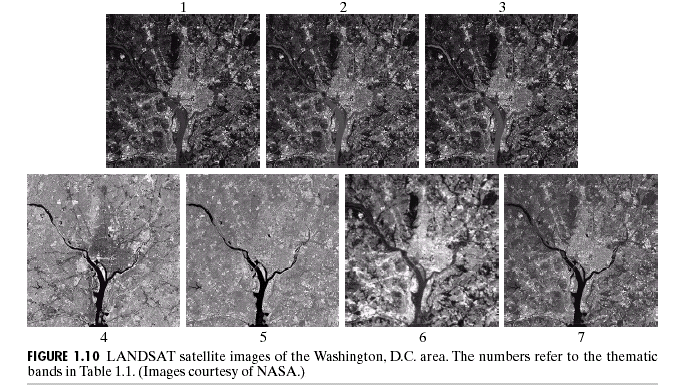 1 2 3
4 5 6 7
FIGURE 1.10 LANDSAT satellite images of the Washington, D.C. area. The numbers refer to the thematic
bands in Table 1.1. (Images courtesy of NASA.)